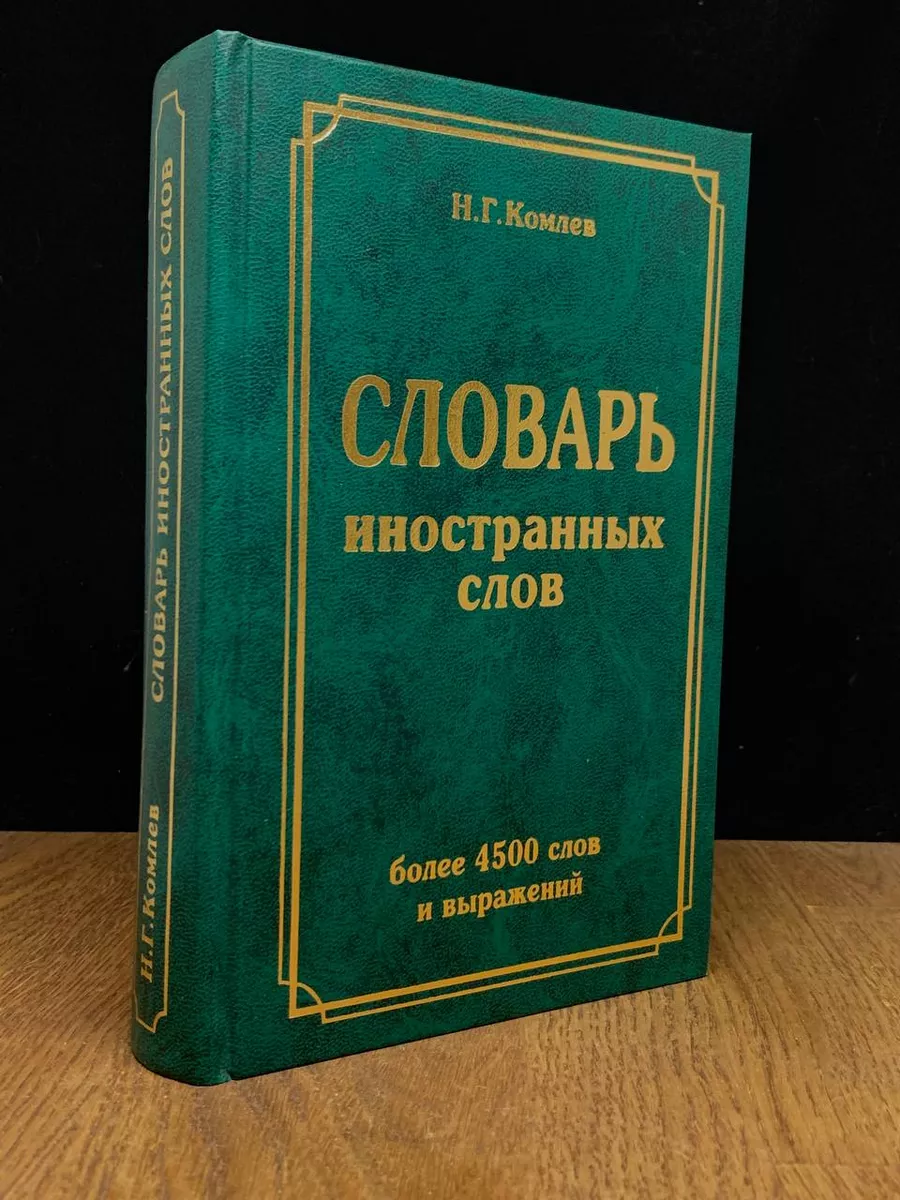 Н.Г.Комлев
СЛОВАРЬ
иностранных
слов
более 4500 слов
и выражений
Н.Г.Комлев СЛОВАРЬ ИНОСТРАННЫХ СЛОВ